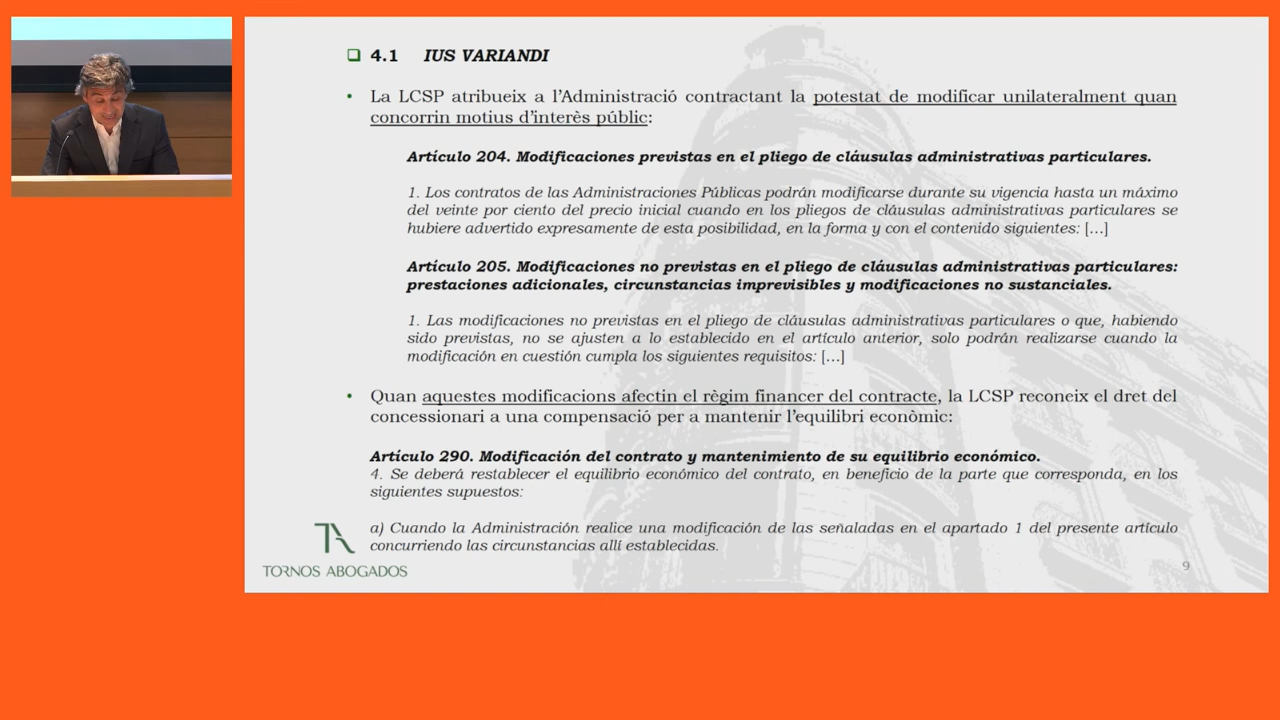 4.1 IUS VARIANDI
• La LCSP atribueix a l'Administració contractant la potestat de modificar unilateralment quan
concorrin motius d'interès públic:
Artículo 204. Modificaciones previstas en el pliego de cláusulas administrativas particulares.
1. Los contratos de las Administraciones Públicas podrán modificarse durante su vigencia hasta un máximo
del veinte por ciento del precio inicial cuando en los pliegos de cláusulas administrativas particulares se
hubiere advertido expresamente de esta posibilidad, en la forma y con el contenido siguientes: [...]
Artículo 205. Modificaciones no previstas en el pliego de cláusulas administrativas particulares:
prestaciones adicionales, circunstancias imprevisibles y modificaciones no sustanciales.
1. Las modificaciones no previstas en el pliego de cláusulas administrativas particulares o que, habiendo
sido previstas, no se ajusten a lo establecido en el artículo anterior, solo podrán realizarse cuando la
modificación en cuestión cumpla los siguientes requisitos: [...]
• Quan aquestes modificacions afectin el règim financer del contracte, la LCSP reconeix el dret del
concessionari a una compensació per a mantenir l'equilibri econòmic:
Artículo 290. Modificación del contrato y mantenimiento de su equilibrio económico.
4. Se deberá restablecer el equilibrio económico del contrato, en beneficio de la parte que corresponda, en los
siguientes supuestos:
a) Cuando la Administración realice una modificación de las señaladas en el apartado 1 del presente artículo
concurriendo las circunstancias allí establecidas.
TORNOS ABOGADOS
9